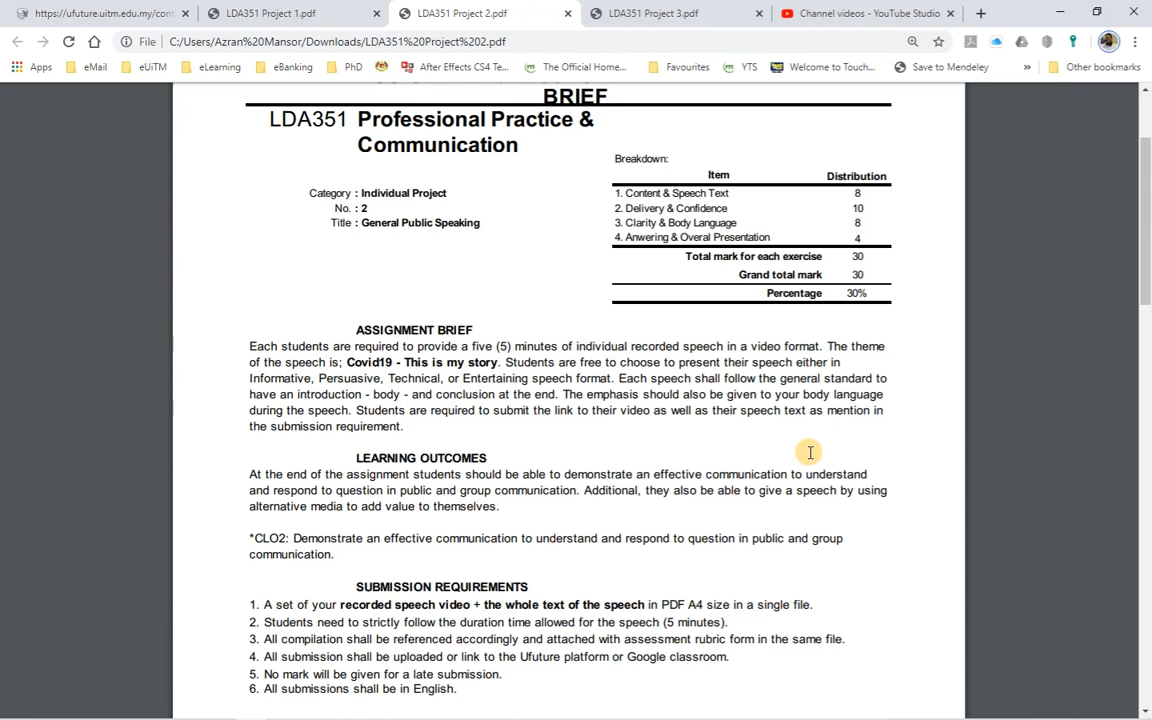 https://ufuture.uitm.edu.my/cont
LDA351 Project 1.pdf
LDA351 Project 2.pdf
LDA351 Project 3.pdf
Channel videos - YouTube Studio
File
C:/Users/Azran%20Mansor/Downloads/LDA351%20Project%202.pdf
Apps
eMail
eUiTM
eLearning
eBanking
PhD
After Effects CS4 Te...
The Official Home...
Favourites
YTS
Welcome to Touch...
Save to Mendeley
»
Other bookmarks
BRIEF
LDA351 Professional Practice &
Communication
Breakdown:
Item Distribution
Category : Individual Project
No. : 2
Title : General Public Speaking
1. Content & Speech Text 8
2. Delivery & Confidence 10
3. Clarity & Body Language 8
4. Anwering & Overal Presentation 4
Total mark for each exercise 30
Grand total mark 30
Percentage 30%
ASSIGNMENT BRIEF
Each students are required to provide a five (5) minutes of individual recorded speech in a video format. The theme
of the speech is; Covid19 - This is my story. Students are free to choose to present their speech either in
Informative, Persuasive, Technical, or Entertaining speech format. Each speech shall follow the general standard to
have an introduction - body - and conclusion at the end. The emphasis should also be given to your body language
during the speech. Students are required to submit the link to their video as well as their speech text as mention in
the submission requirement.
LEARNING OUTCOMES
At the end of the assignment students should be able to demonstrate an effective communication to understand
and respond to question in public and group communication. Additional, they also be able to give a speech by using
alternative media to add value to themselves.
*CLO2: Demonstrate an effective communication to understand and respond to question in public and group
communication.
SUBMISSION REQUIREMENTS
1. A set of your recorded speech video + the whole text of the speech in PDF A4 size in a single file.
2. Students need to strictly follow the duration time allowed for the speech (5 minutes).
3. All compilation shall be referenced accordingly and attached with assessment rubric form in the same file.
4. All submission shall be uploaded or link to the Ufuture platform or Google classroom.
5. No mark will be given for a late submission.
6. All submissions shall be in English.